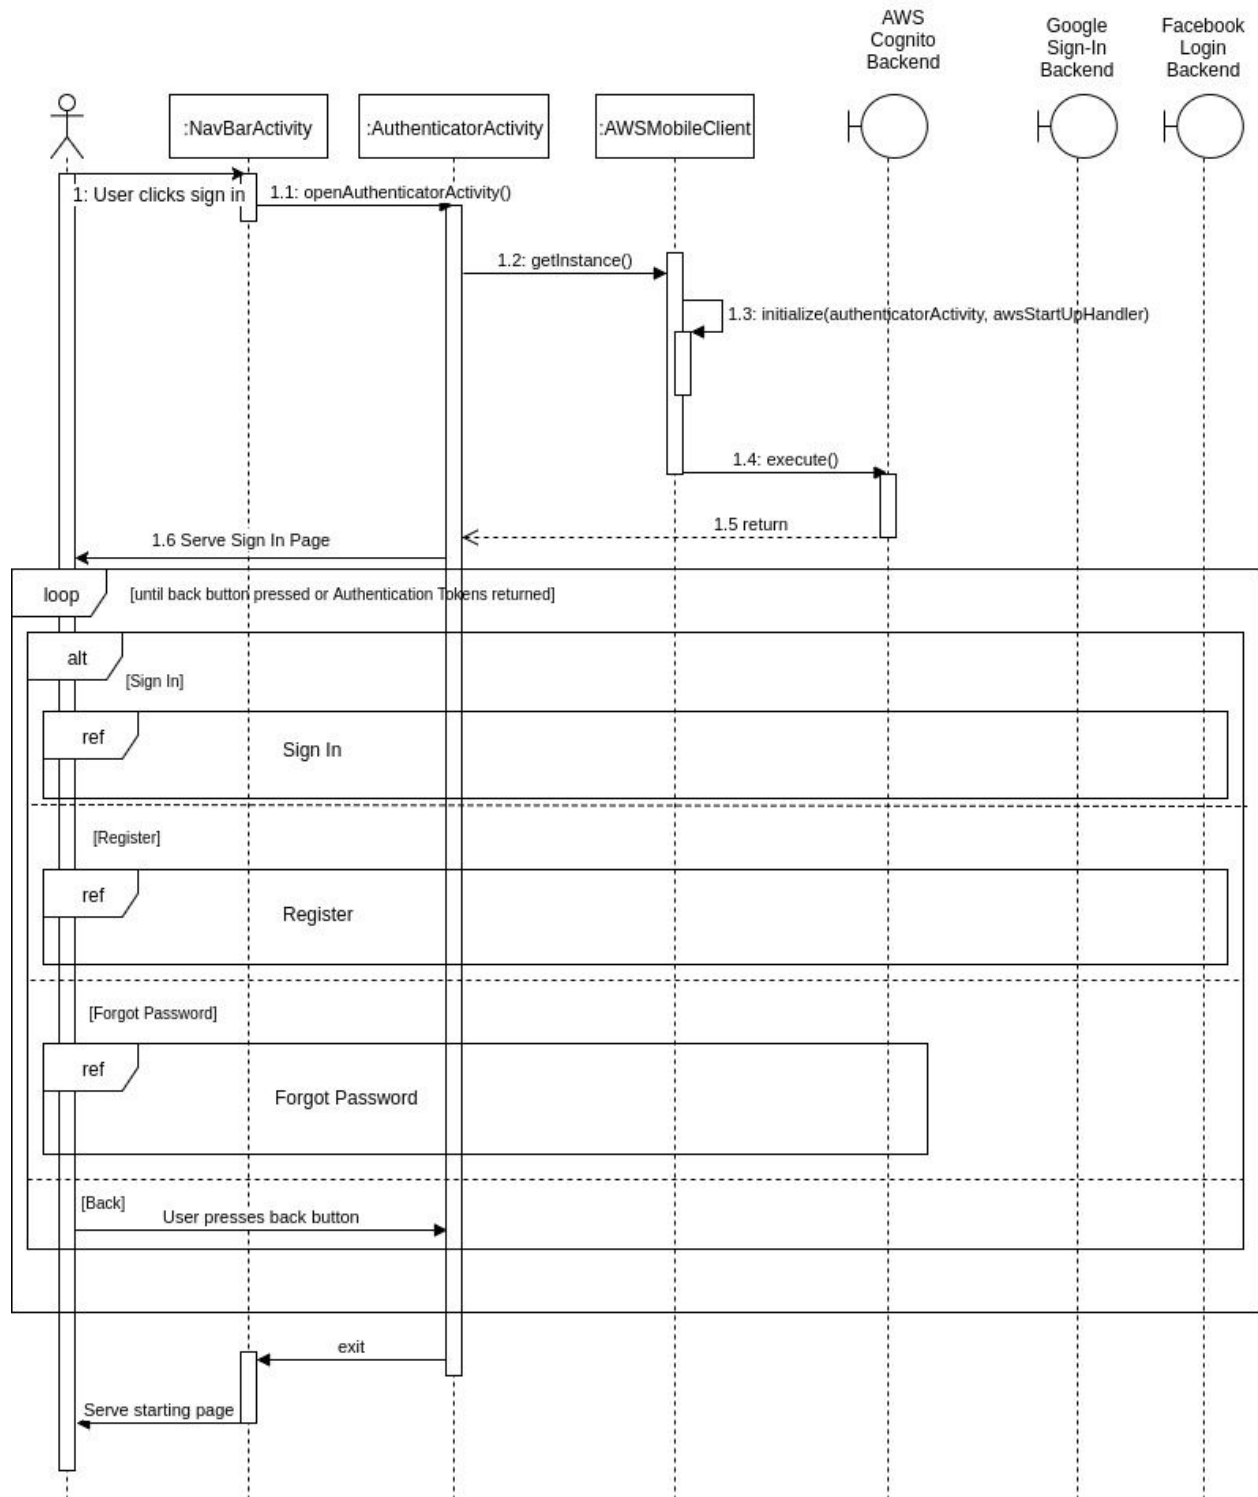 AWS
Cognito
Backend
Google
Sign-In
Backend
Facebook
Login
Backend
:NavBarActivity
:AuthenticatorActivity
:AWSMobileClient
1: User clicks sign in
1.1: openAuthenticatorActivity()
1.2: getInstance()
1.3: initialize(authenticatorActivity, awsStartUpHandler)
1.4: execute()
1.5 return
1.6 Serve Sign In Page
loop
[until back button pressed or Authentication Tokens returned]
alt
[Sign In]
ref
Sign In
[Register]
ref
Register
[Forgot Password]
ref
Forgot Password
[Back]
User presses back button
exit
Serve starting page